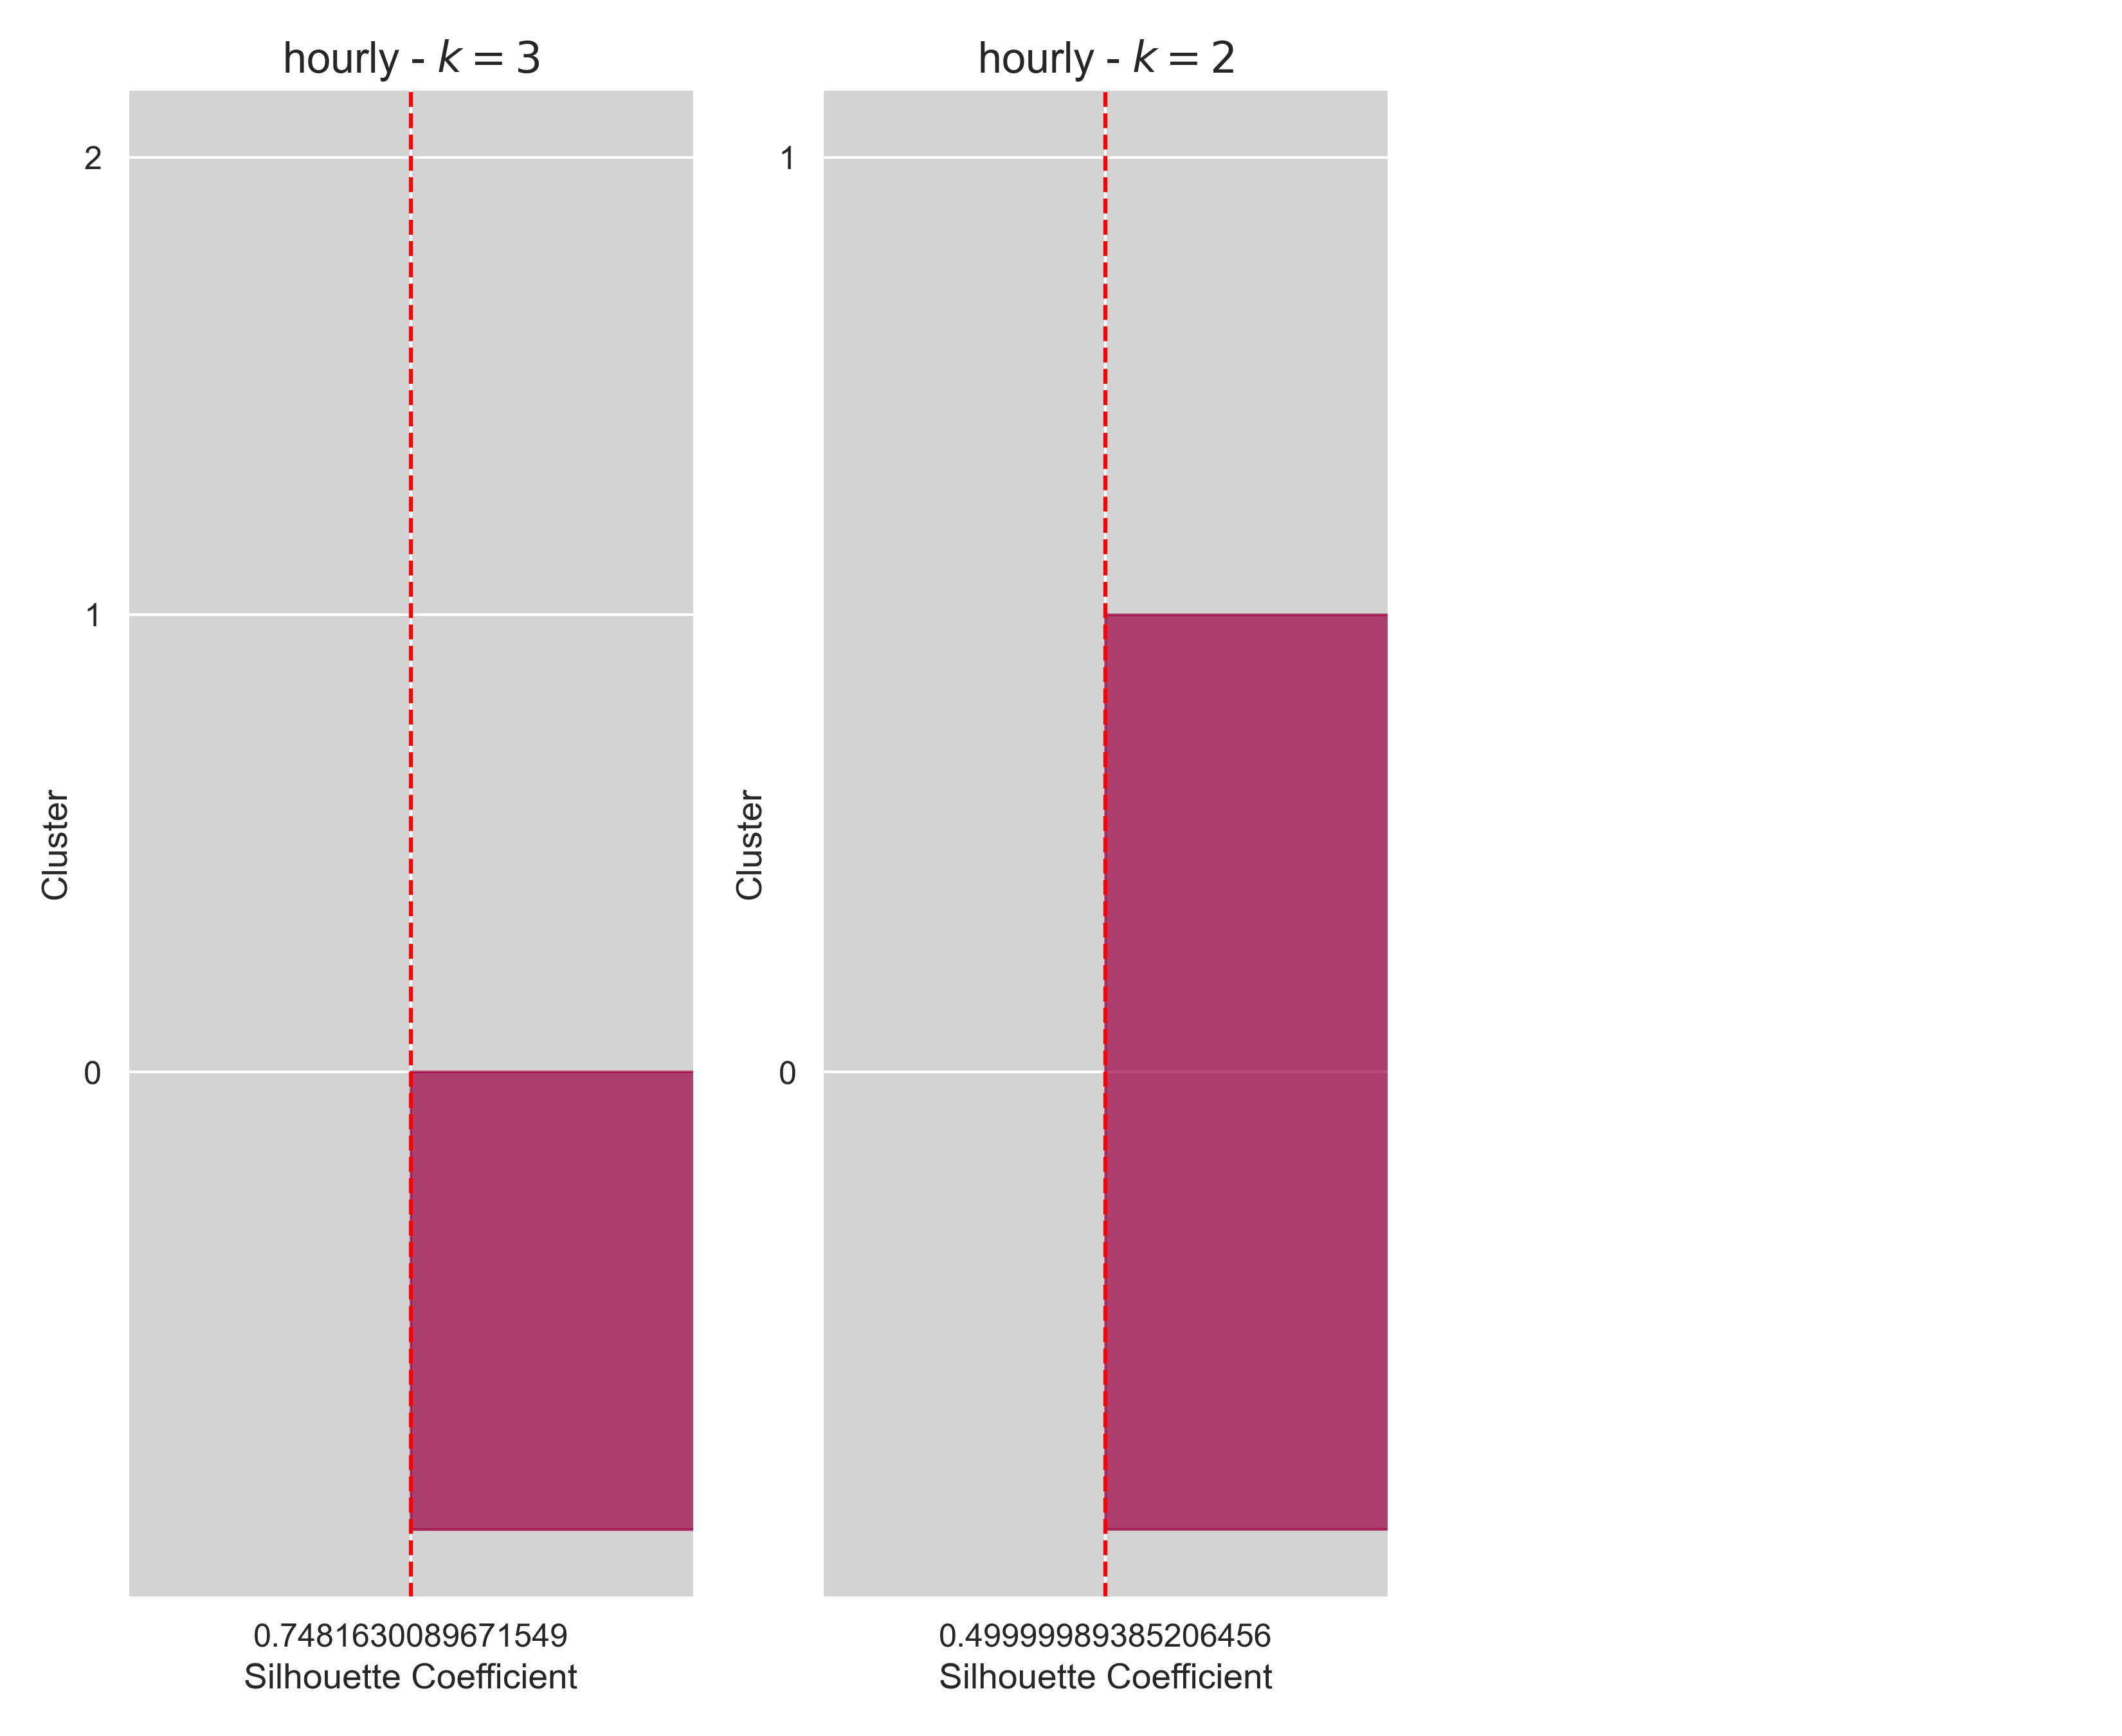 hourly - k = 3
2
1
0
Cluster
0.7481630089671549
Silhouette Coefficient
hourly - k = 2
1
0
Cluster
0.49999989385206456
Silhouette Coefficient